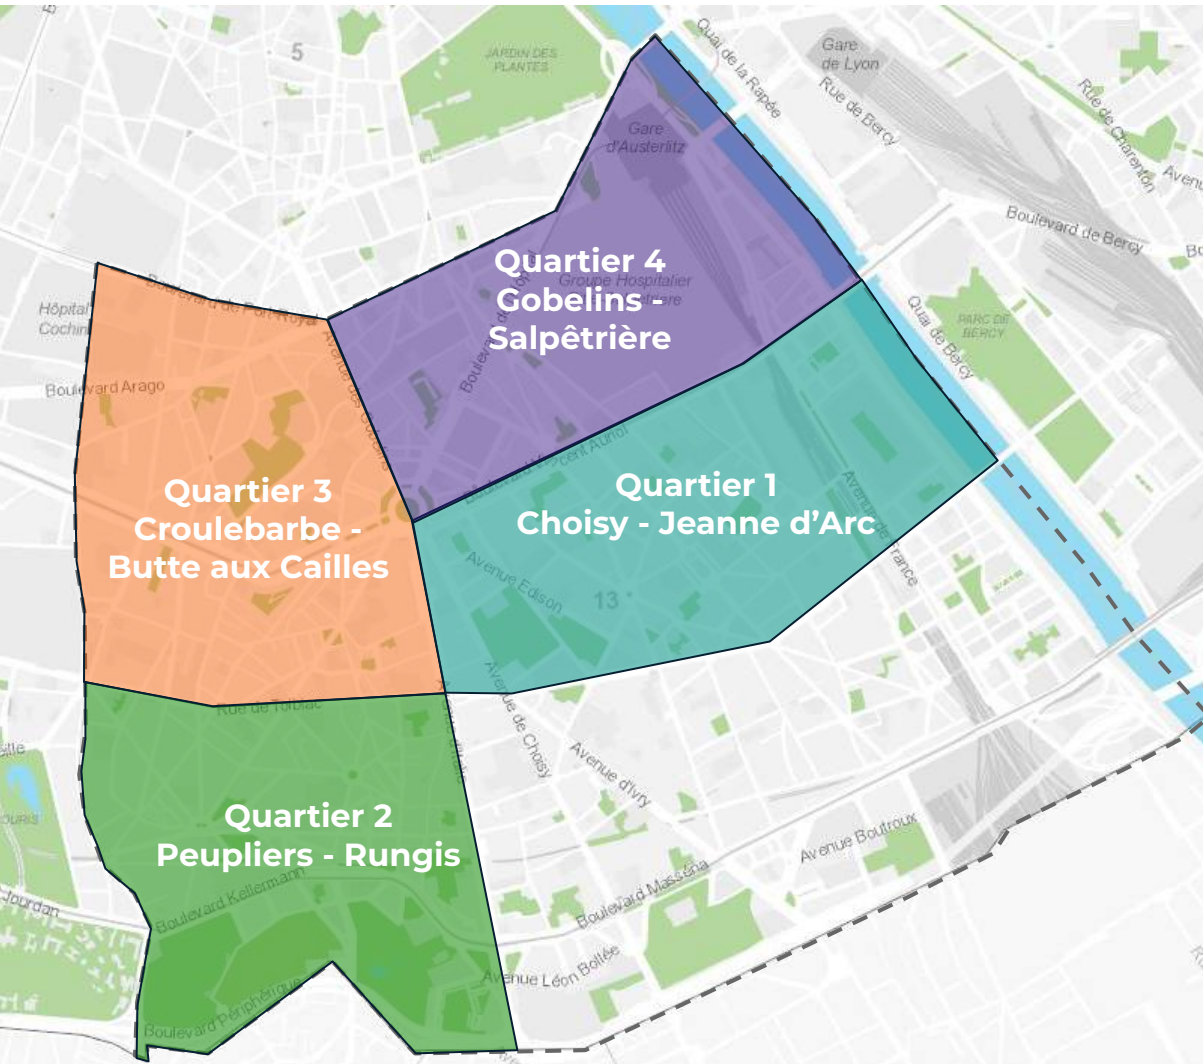 5
JARDIN DES
PLANTES
Quai de la Rapée
Gare
de Lyon
Rue de Bercy
Rue de Charenton
Gare
d'Austerlitz
Boulevard de Bercy
Quartier 4
Gobelins -
Salpêtrière
Groupe Hospitalier
Boulevard de Port-Royal
Hôpital
Cochin
Quai de Bercy
PARC DE
BERCY
Boulevard Arago
Avenue des Gobelins
Quartier 3
Croulebarbe -
Butte aux Cailles
Quartier 1
Choisy - Jeanne d'Arc
Avenue de France
Avenue Edison
13
Rue de Tolbiac
Avenue de Choisy
Avenue d'Ivry
Quartier 2
Peupliers - Rungis
Avenue Boutroux
Boulevard Kellermann
Boulevard Masséna
Jourdan
Avenue Léon Bollée
Boulevard Périphérique